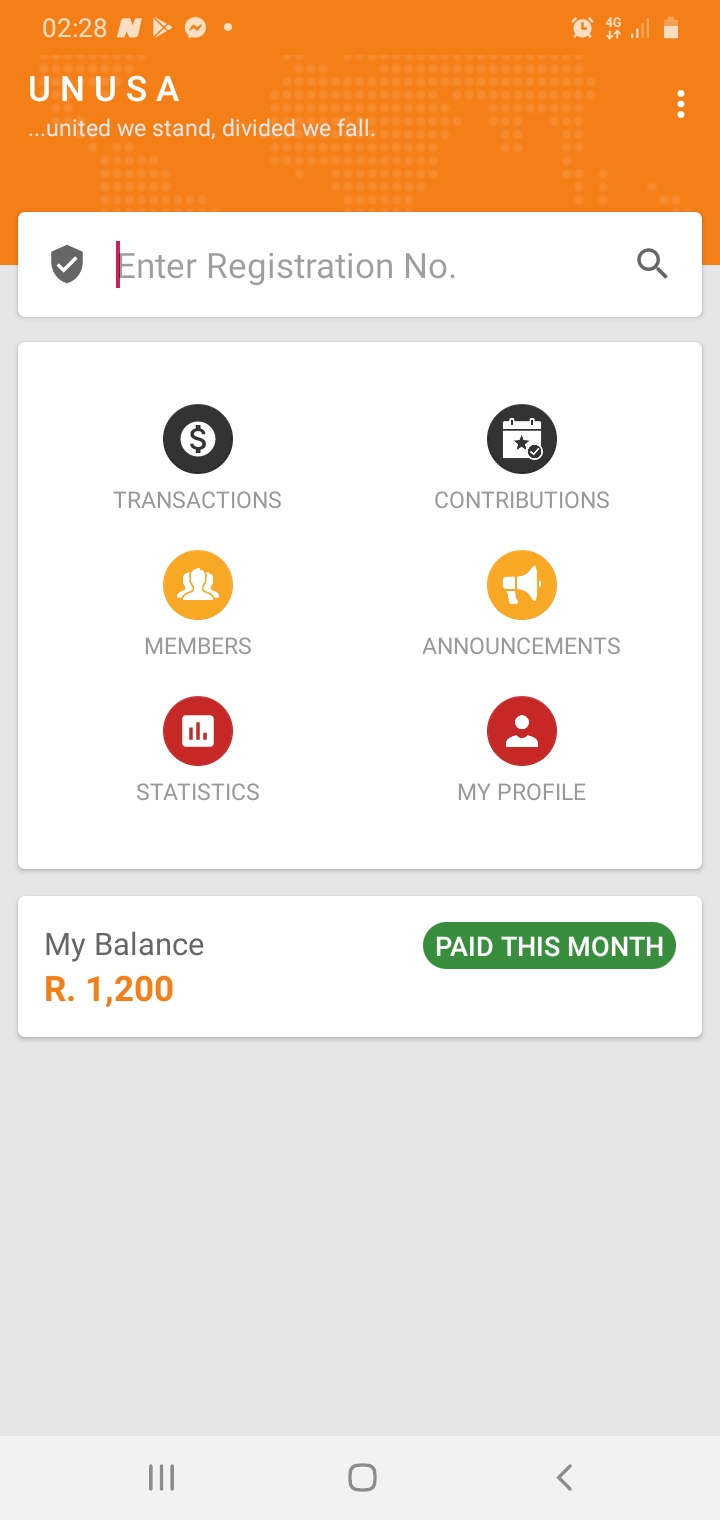 02:28
4G
UNUSA
...united we stand, divided we fall.
Enter Registration No.
TRANSACTIONS
CONTRIBUTIONS
MEMBERS
ANNOUNCEMENTS
STATISTICS
MY PROFILE
My Balance
PAID THIS MONTH
R. 1,200